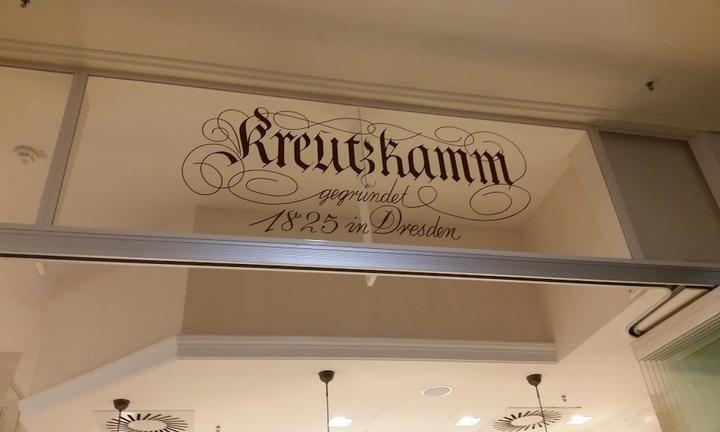 Kreutzkamm
gegründet
1825 in Dresden